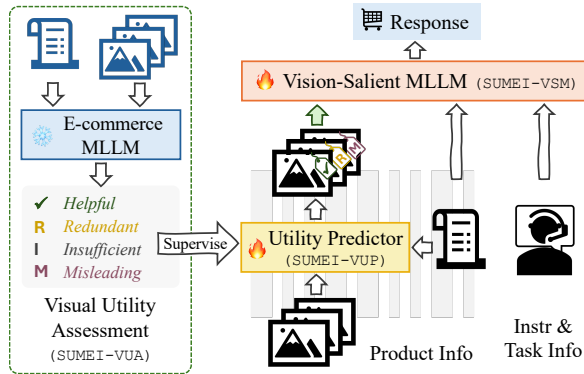 Response
Vision-Salient MLLM (SUMEI-VSM)
E-commerce
MLLM
✓ Helpful
R Redundant
I Insufficient
M Misleading
Visual Utility
Assessment
(SUMEI-VUA)
Supervise
R
M
Utility Predictor
(SUMEI-VUP)
Product Info
Instr &
Task Info